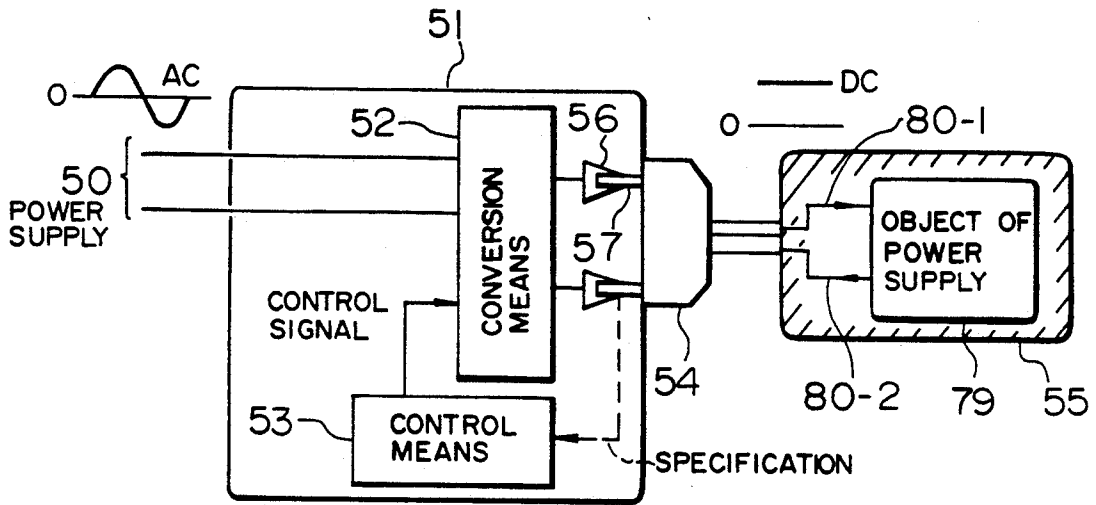 51
AC
0
DC
52
56
0
80-1
50
POWER
SUPPLY
CONVERSION
MEANS
57
OBJECT OF
POWER
SUPPLY
CONTROL
SIGNAL
54
80-2
79
55
53
CONTROL
MEANS
SPECIFICATION